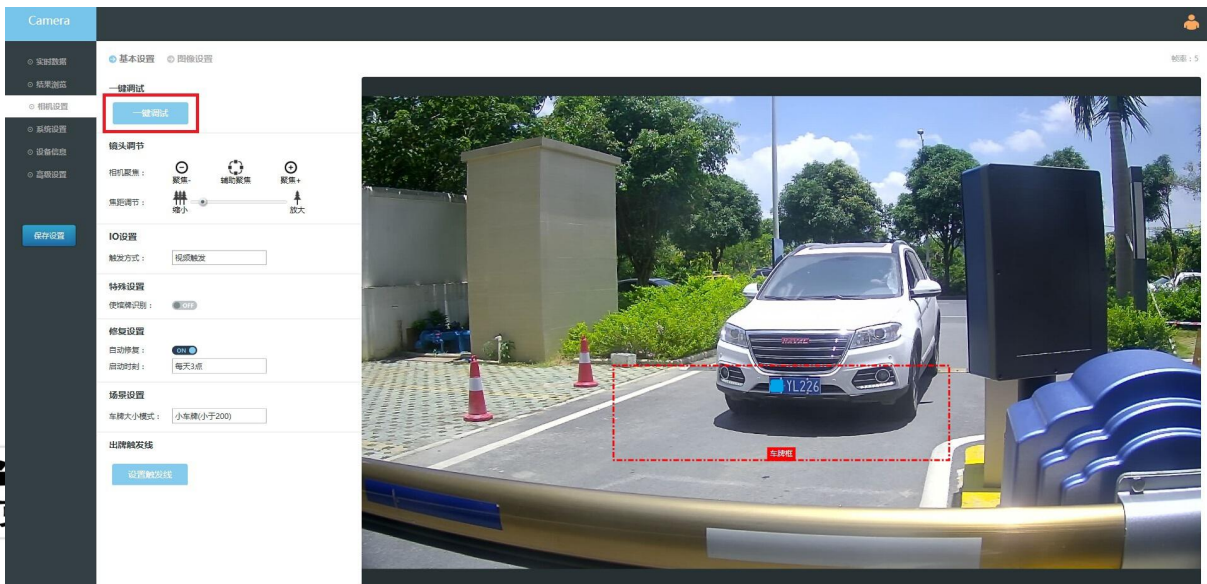 Camera
实时数据
结果浏览
相机设置
系统设置
设备信息
高级设置
保存设置
基本设置 图像设置
帧率：5
一键调试
一键调试
镜头调节
相机聚焦：
聚焦- 辅助聚焦 聚焦+
焦距调节：
缩小 放大
IO设置
触发方式： 视频触发
特殊设置
使馆牌识别： OFF
修复设置
自动修复： ON
启动时刻： 每天3点
场景设置
车牌大小模式： 小车牌(小于200)
出牌触发线
设置触发线
HAVAL
YL226
车牌框